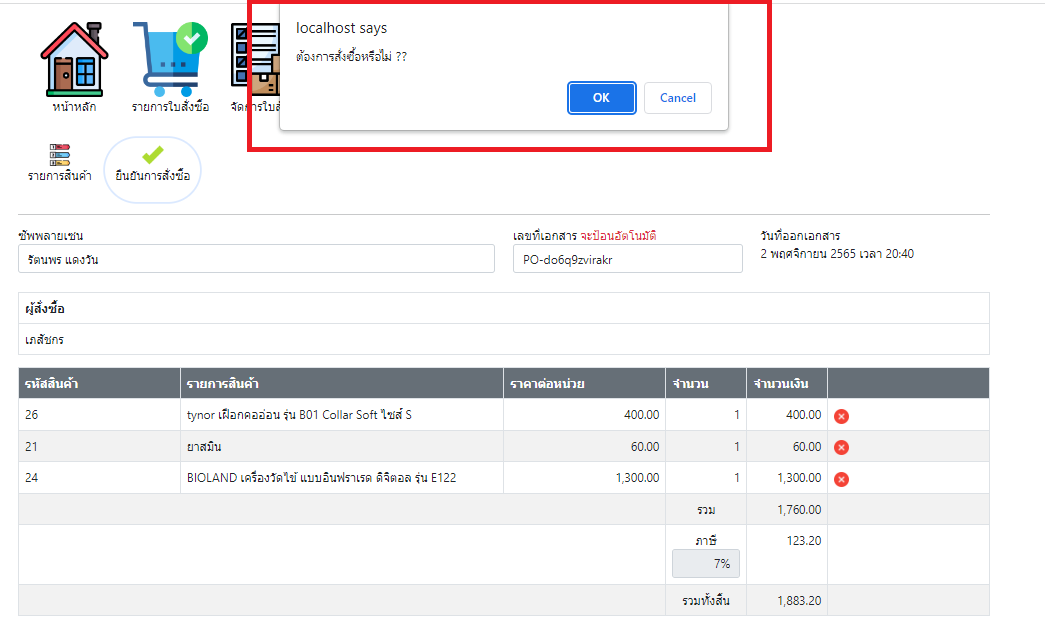 localhost says
ต้องการสั่งซื้อหรือไม่ ??
OK Cancel
หน้าหลัก รายการใบสั่งซื้อ จัดการใบสั่
รายการสินค้า ยืนยันการสั่งซื้อ
ซัพพลายเซน เลขที่เอกสาร จะป้อนอัตโนมัติ วันที่ออกเอกสาร
รัตนพร แดงวัน PO-do6q9zvirakr 2 พฤศจิกายน 2565 เวลา 20:40
ผู้สั่งซื้อ
เภสัชกร
รหัสสินค้า รายการสินค้า ราคาต่อหน่วย จำนวน จำนวนเงิน
26 tynor เฝือกคออ่อน รุ่น B01 Collar Soft ไซส์ S 400.00 1 400.00
21 ยาสมิน 60.00 1 60.00
24 BIOLAND เครื่องวัดไข้ แบบอินฟราเรด ดิจิตอล รุ่น E122 1,300.00 1 1,300.00
รวม 1,760.00
ภาษี 123.20
7%
รวมทั้งสิ้น 1,883.20